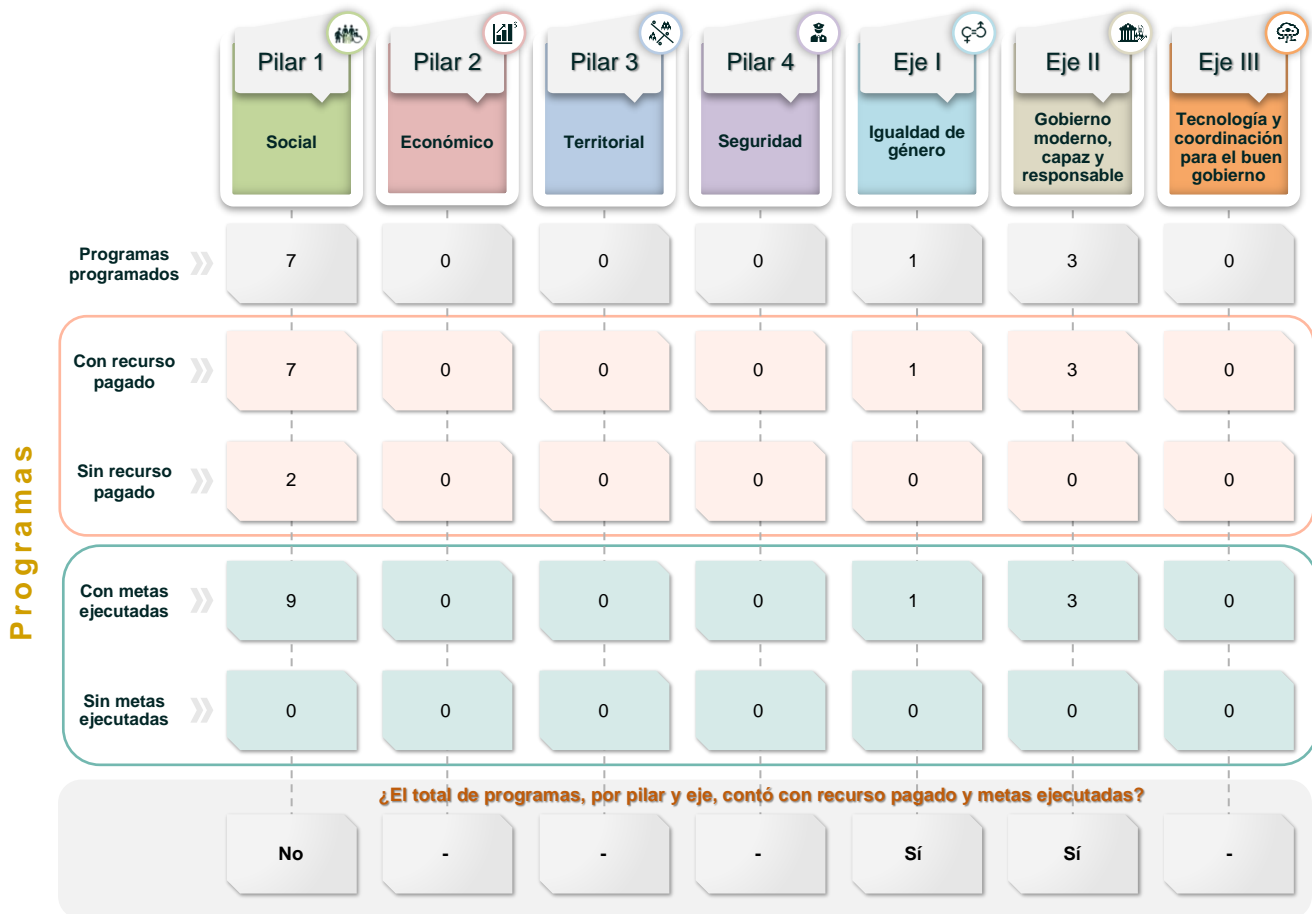 Pilar 1
Pilar 2
Pilar 3
Pilar 4
Eje I
Eje II
Eje III
Social
Económico
Territorial
Seguridad
Igualdad de
género
Gobierno
moderno,
capaz y
responsable
Tecnología y
coordinación
para el buen
gobierno
Programas
Programas
programados
7 0 0 0 1 3 0
Con recurso
pagado
7 0 0 0 1 3 0
Sin recurso
pagado
2 0 0 0 0 0 0
Con metas
ejecutadas
9 0 0 0 1 3 0
Sin metas
ejecutadas
0 0 0 0 0 0 0
¿El total de programas, por pilar y eje, contó con recurso pagado y metas ejecutadas?
No - - - Sí Sí -